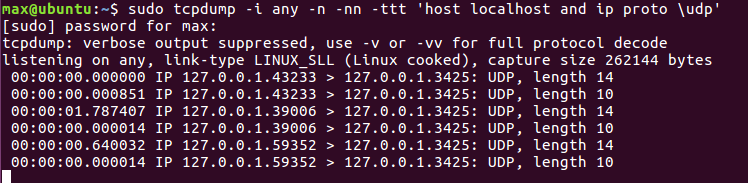 max@ubuntu:~$ sudo tcpdump -i any -n -nn -ttt 'host localhost and ip proto \udp'
[sudo] password for max:
tcpdump: verbose output suppressed, use -v or -vv for full protocol decode
listening on any, link-type LINUX_SLL (Linux cooked), capture size 262144 bytes
 00:00:00.000000 IP 127.0.0.1.43233 > 127.0.0.1.3425: UDP, length 14
 00:00:00.000851 IP 127.0.0.1.43233 > 127.0.0.1.3425: UDP, length 10
 00:00:01.787407 IP 127.0.0.1.39006 > 127.0.0.1.3425: UDP, length 14
 00:00:00.000014 IP 127.0.0.1.39006 > 127.0.0.1.3425: UDP, length 10
 00:00:00.640032 IP 127.0.0.1.59352 > 127.0.0.1.3425: UDP, length 14
 00:00:00.000014 IP 127.0.0.1.59352 > 127.0.0.1.3425: UDP, length 10